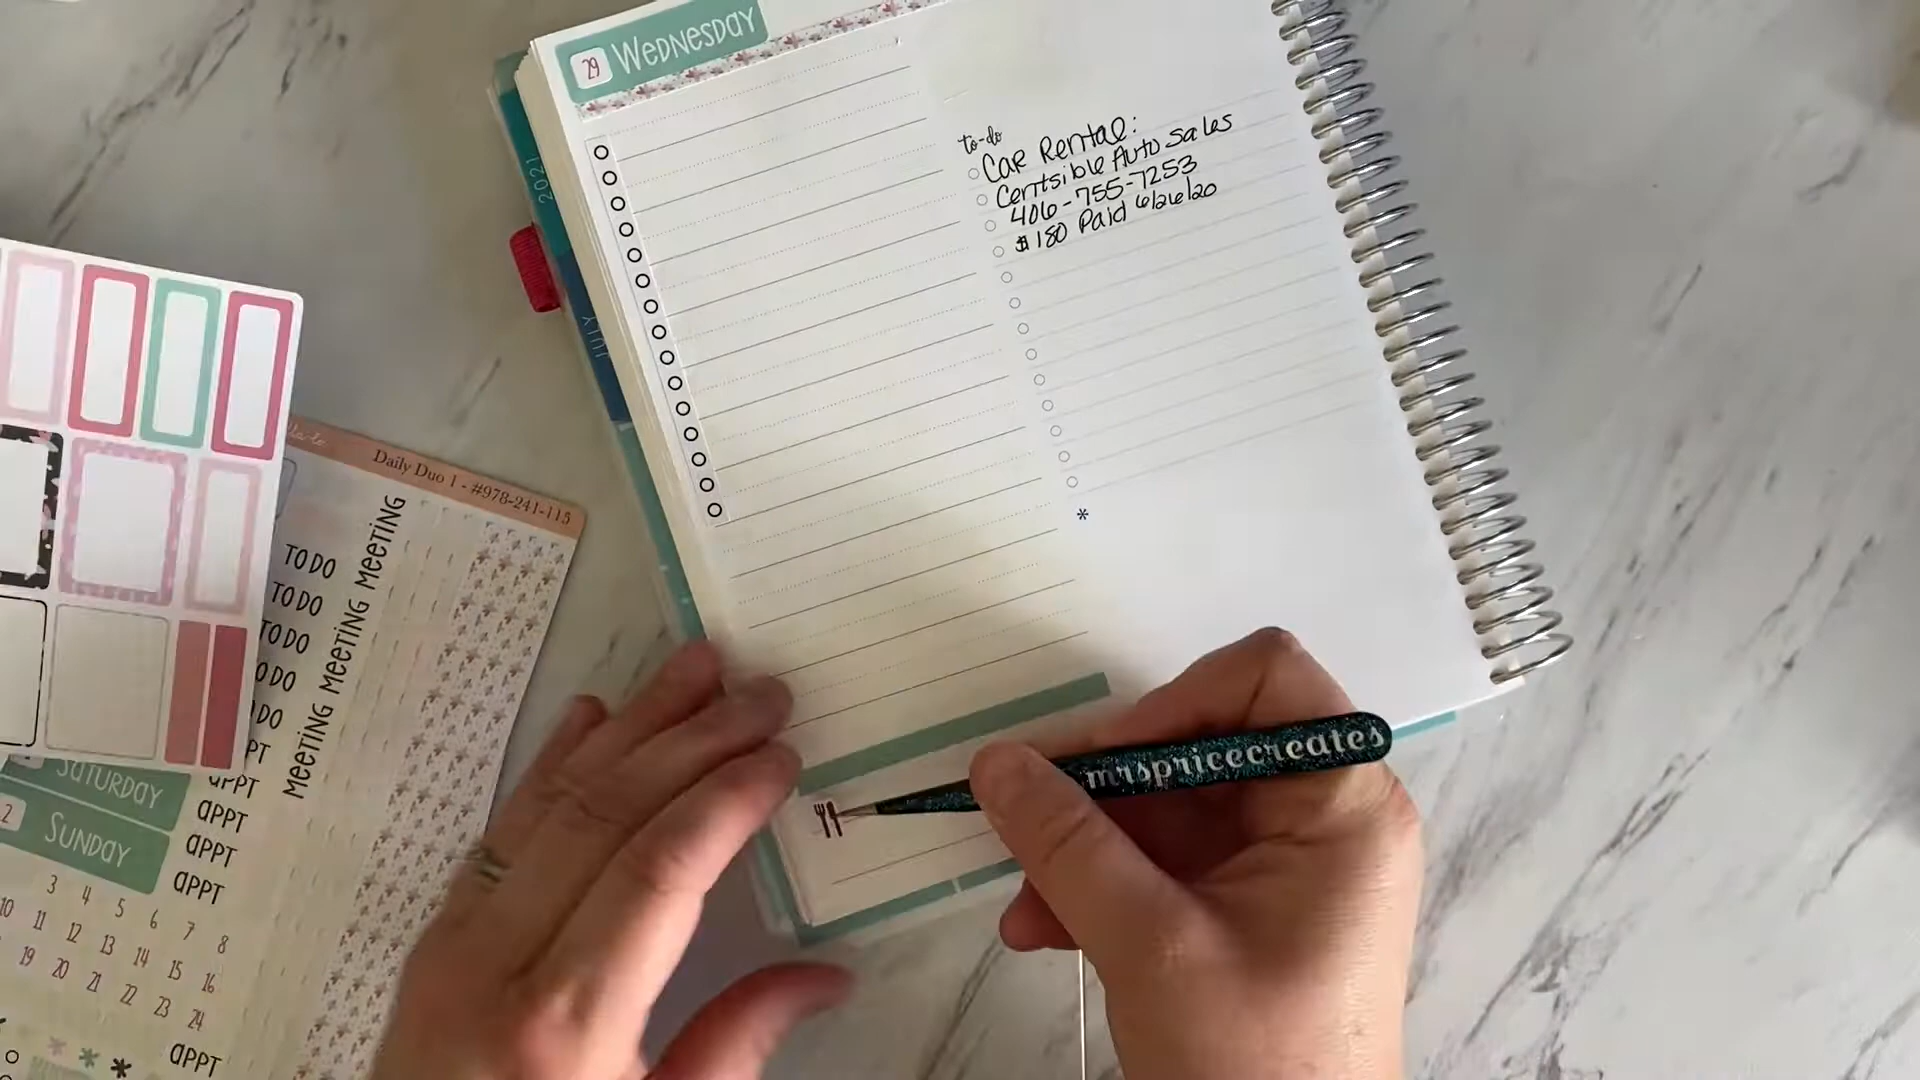 29 Wednesday
to-do
Car Rental:
Centsible Auto Sales
406-755-7253
$180 Paid 6/26/20
*
2021
JULY
mrspricecreates
Daily Duo 1 - #978-241-115
TO DO
TO DO
TO DO
O DO
DO
MEETING MEETING MEETING
PT
APPT
APPT
APPT
APPT
SATURDAY
2 SUNDAY
3 4 5 6 7 8
10 11 12 13 14 15 16
19 20 21 22 23 24
APPT